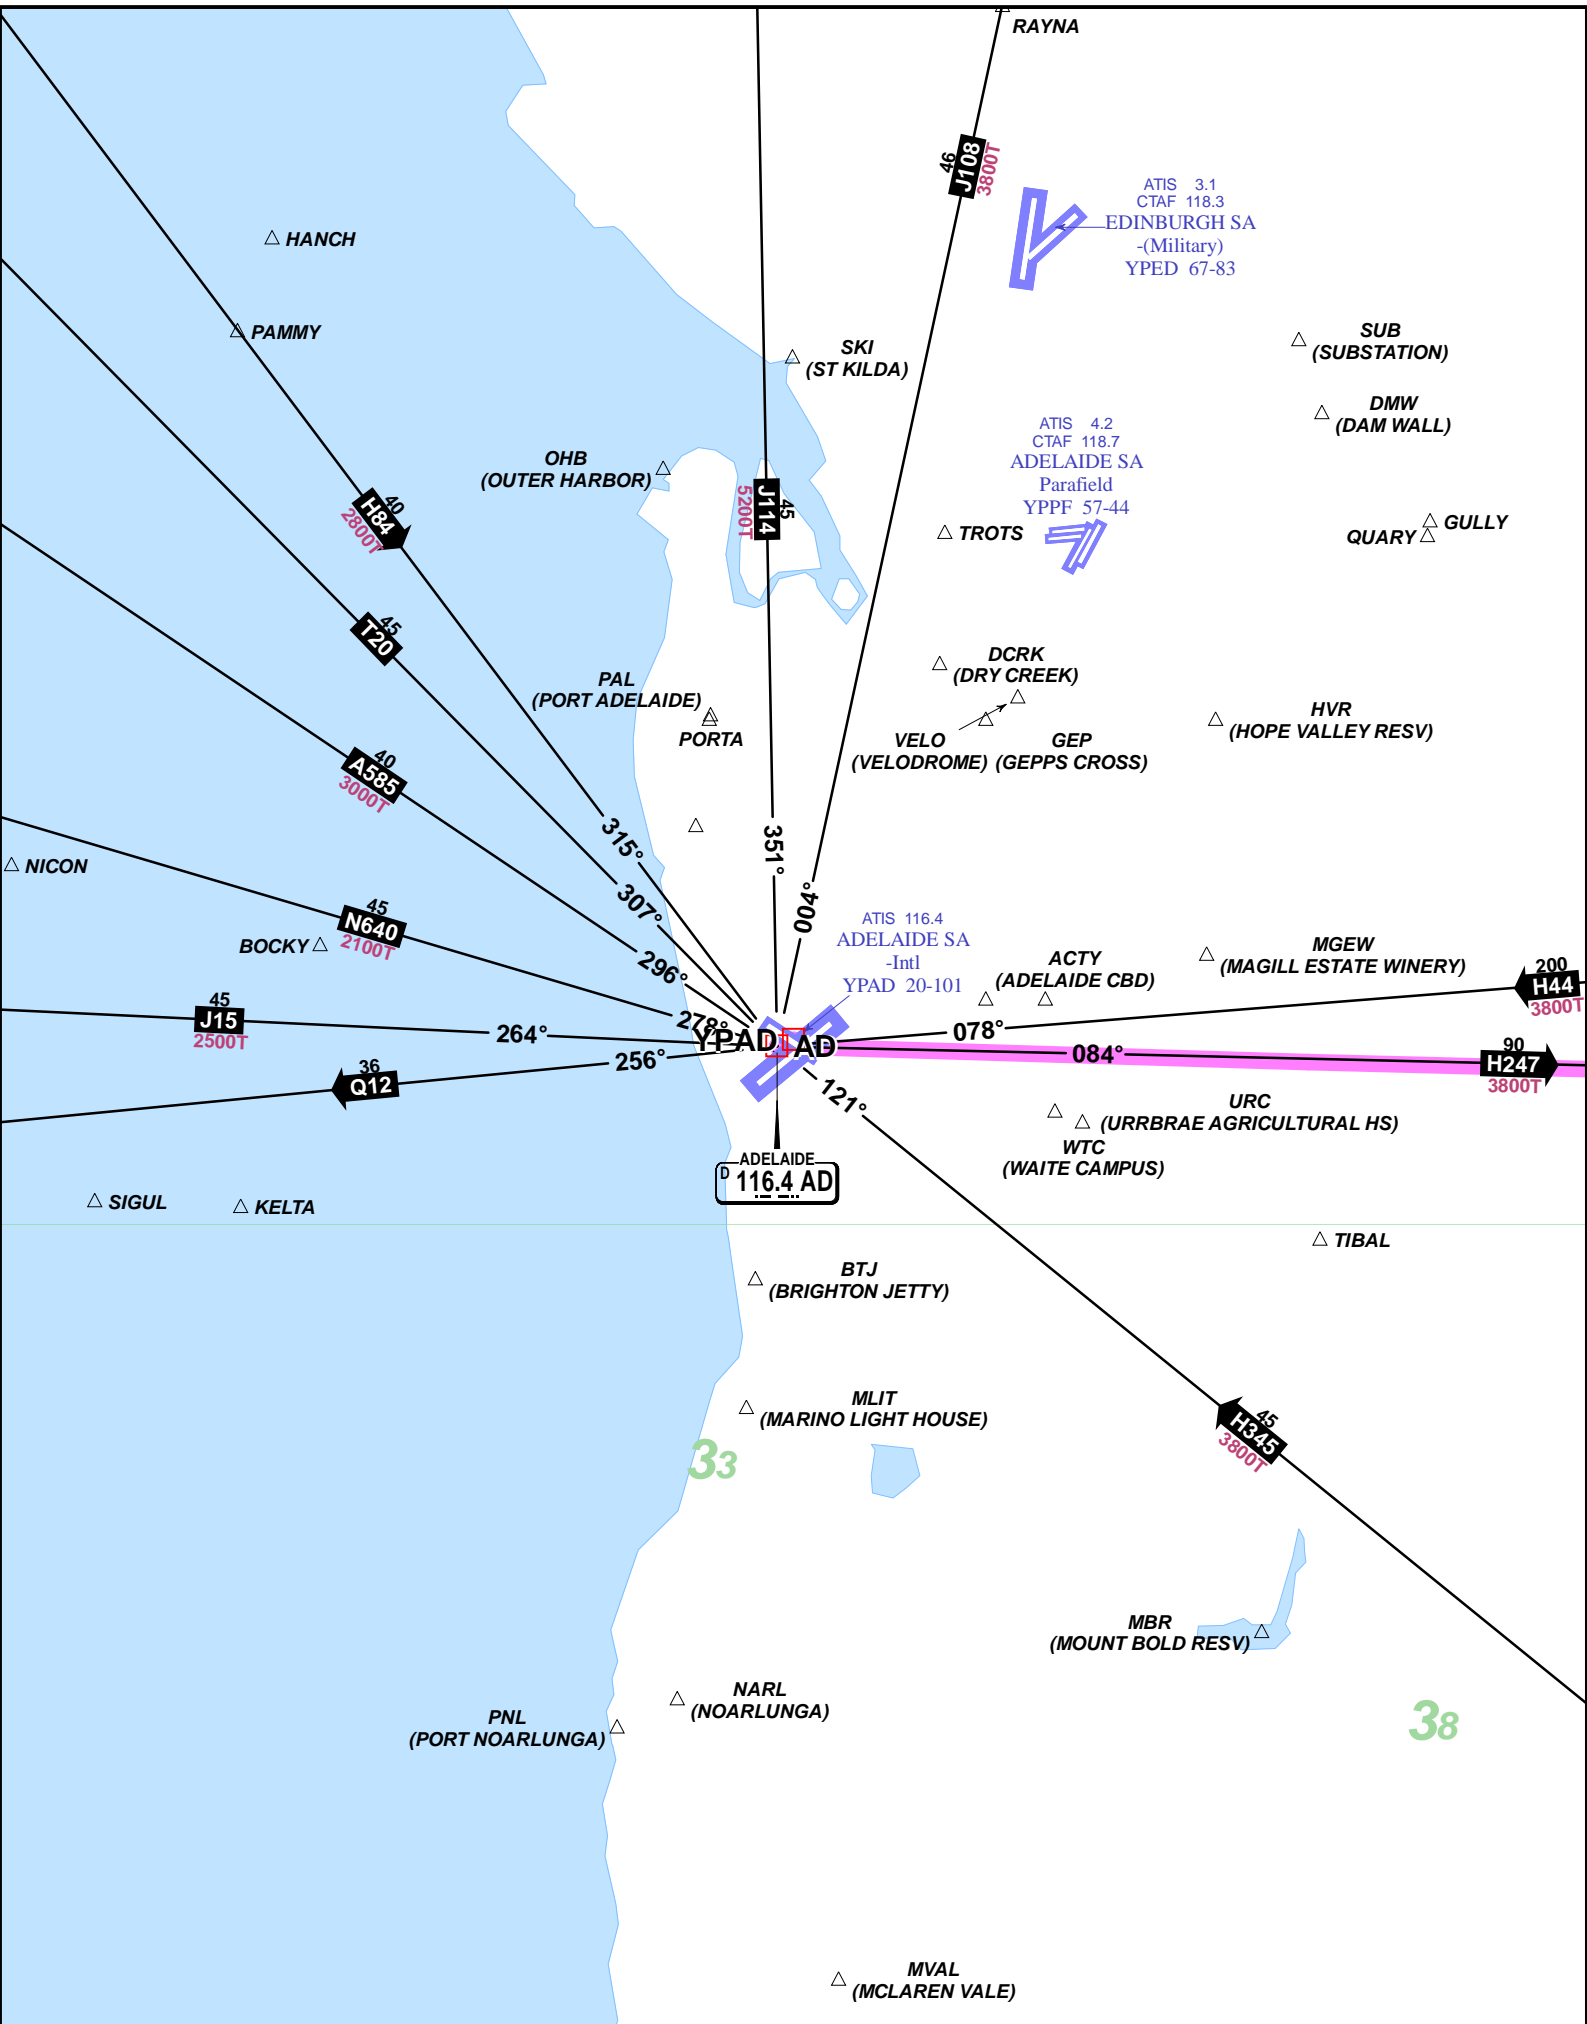 RAYNA
46
J108
3800T
ATIS 3.1
CTAF 118.3
EDINBURGH SA
-(Military)
YPED 67-83
HANCH
PAMMY
SKI
(ST KILDA)
SUB
(SUBSTATION)
DMW
(DAM WALL)
ATIS 4.2
CTAF 118.7
ADELAIDE SA
Parafield
YPPF 57-44
OHB
(OUTER HARBOR)
40
H84
2800T
45
J114
5200T
TROTS
GULLY
QUARY
45
T20
DCRK
(DRY CREEK)
PAL
(PORT ADELAIDE)
PORTA
VELO
(VELODROME)
GEP
(GEPPS CROSS)
HVR
(HOPE VALLEY RESV)
40
A585
3000T
315°
351°
NICON
307°
004°
45
N640
2100T
BOCKY
296°
ATIS 116.4
ADELAIDE SA
-Intl
YPAD 20-101
ACTY
(ADELAIDE CBD)
MGEW
(MAGILL ESTATE WINERY)
200
H44
3800T
45
J15
2500T
264°
278°
078°
YPAD
AD
084°
90
H247
3800T
256°
36
Q12
121°
URC
(URRBRAE AGRICULTURAL HS)
WTC
(WAITE CAMPUS)
ADELAIDE
D 116.4 AD
SIGUL
KELTA
TIBAL
BTJ
(BRIGHTON JETTY)
MLIT
(MARINO LIGHT HOUSE)
45
H345
3800T
33
MBR
(MOUNT BOLD RESV)
NARL
(NOARLUNGA)
PNL
(PORT NOARLUNGA)
38
MVAL
(MCLAREN VALE)